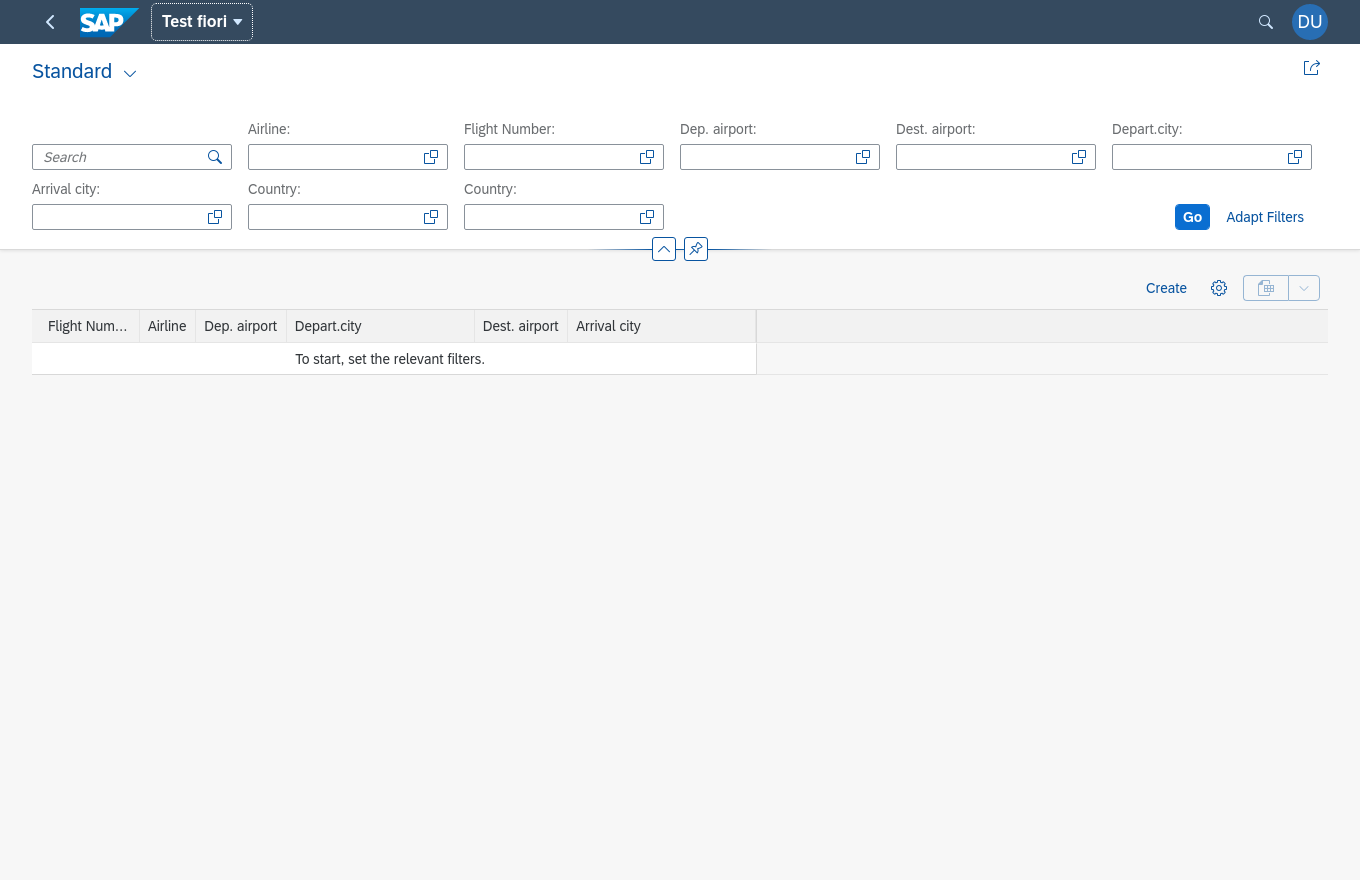 SAP Test fiori DU
Standard
Airline: Flight Number: Dep. airport: Dest. airport: Depart.city:
Search
Arrival city: Country: Country:
Go Adapt Filters
Create
Flight Num... Airline Dep. airport Depart.city Dest. airport Arrival city
To start, set the relevant filters.